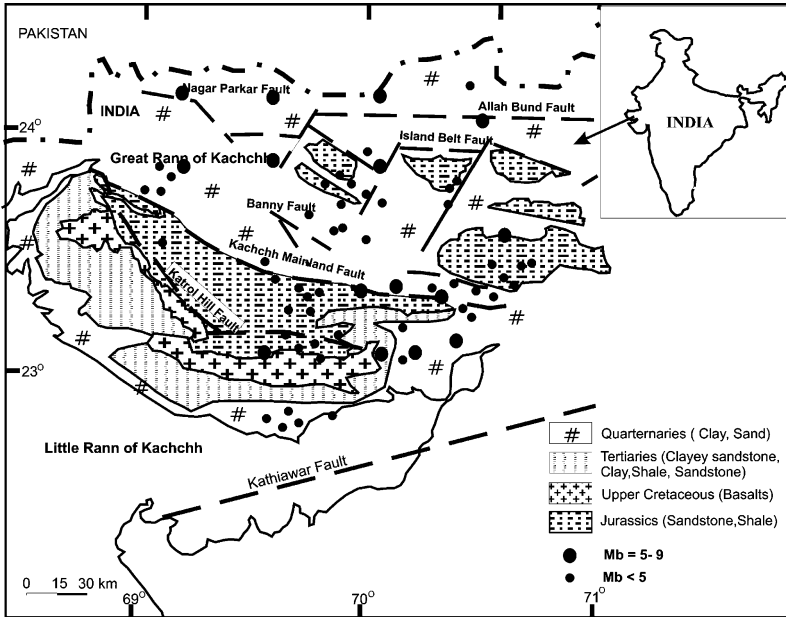 PAKISTAN
Nagar Parkar Fault
INDIA
Allah Bund Fault
INDIA
24°
Island Belt Fault
Great Rann of Kachchh
Banny Fault
Kachchh Mainland Fault
Katrol Hill Fault
23°
Little Rann of Kachchh
Kathiawar Fault
# Quarternaries ( Clay, Sand)
Tertiaries (Clayey sandstone,
Clay,Shale, Sandstone)
Upper Cretaceous (Basalts)
Jurassics (Sandstone,Shale)
Mb = 5- 9
Mb < 5
0 15 30 km
69° 70° 71°